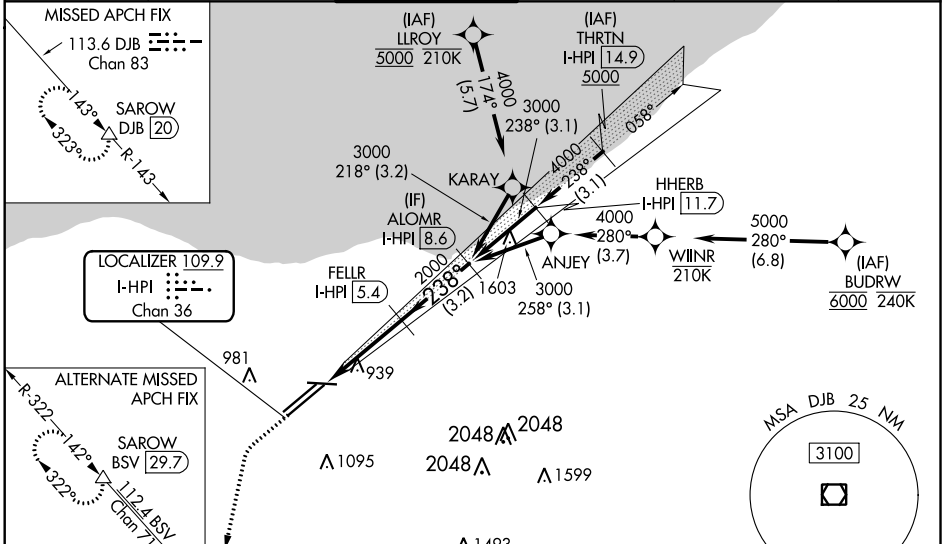 MISSED APCH FIX
113.6 DJB
Chan 83
143°
323°
SAROW
DJB 20
R-143
(IAF)
LLROY
5000 210K
4000
174°
(5.7)
(IAF)
THRTN
I-HPI 14.9
5000
3000
238° (3.1)
3000
218° (3.2)
KARAY
4000
238°
(3.1)
058°
HHERB
I-HPI 11.7
(IF)
ALOMR
I-HPI 8.6
4000
280°
(3.7)
5000
280°
(6.8)
ANJEY
WIINR
210K
(IAF)
BUDRW
6000 240K
LOCALIZER 109.9
I-HPI
Chan 36
FELLR
I-HPI 5.4
2000
238°
(3.2)
1603
3000
258° (3.1)
981
939
ALTERNATE MISSED
APCH FIX
R-322
142°
322°
SAROW
BSV 29.7
112.4 BSV
2048
2048
2048
1095
1599
1493
MSA DJB 25 NM
3100